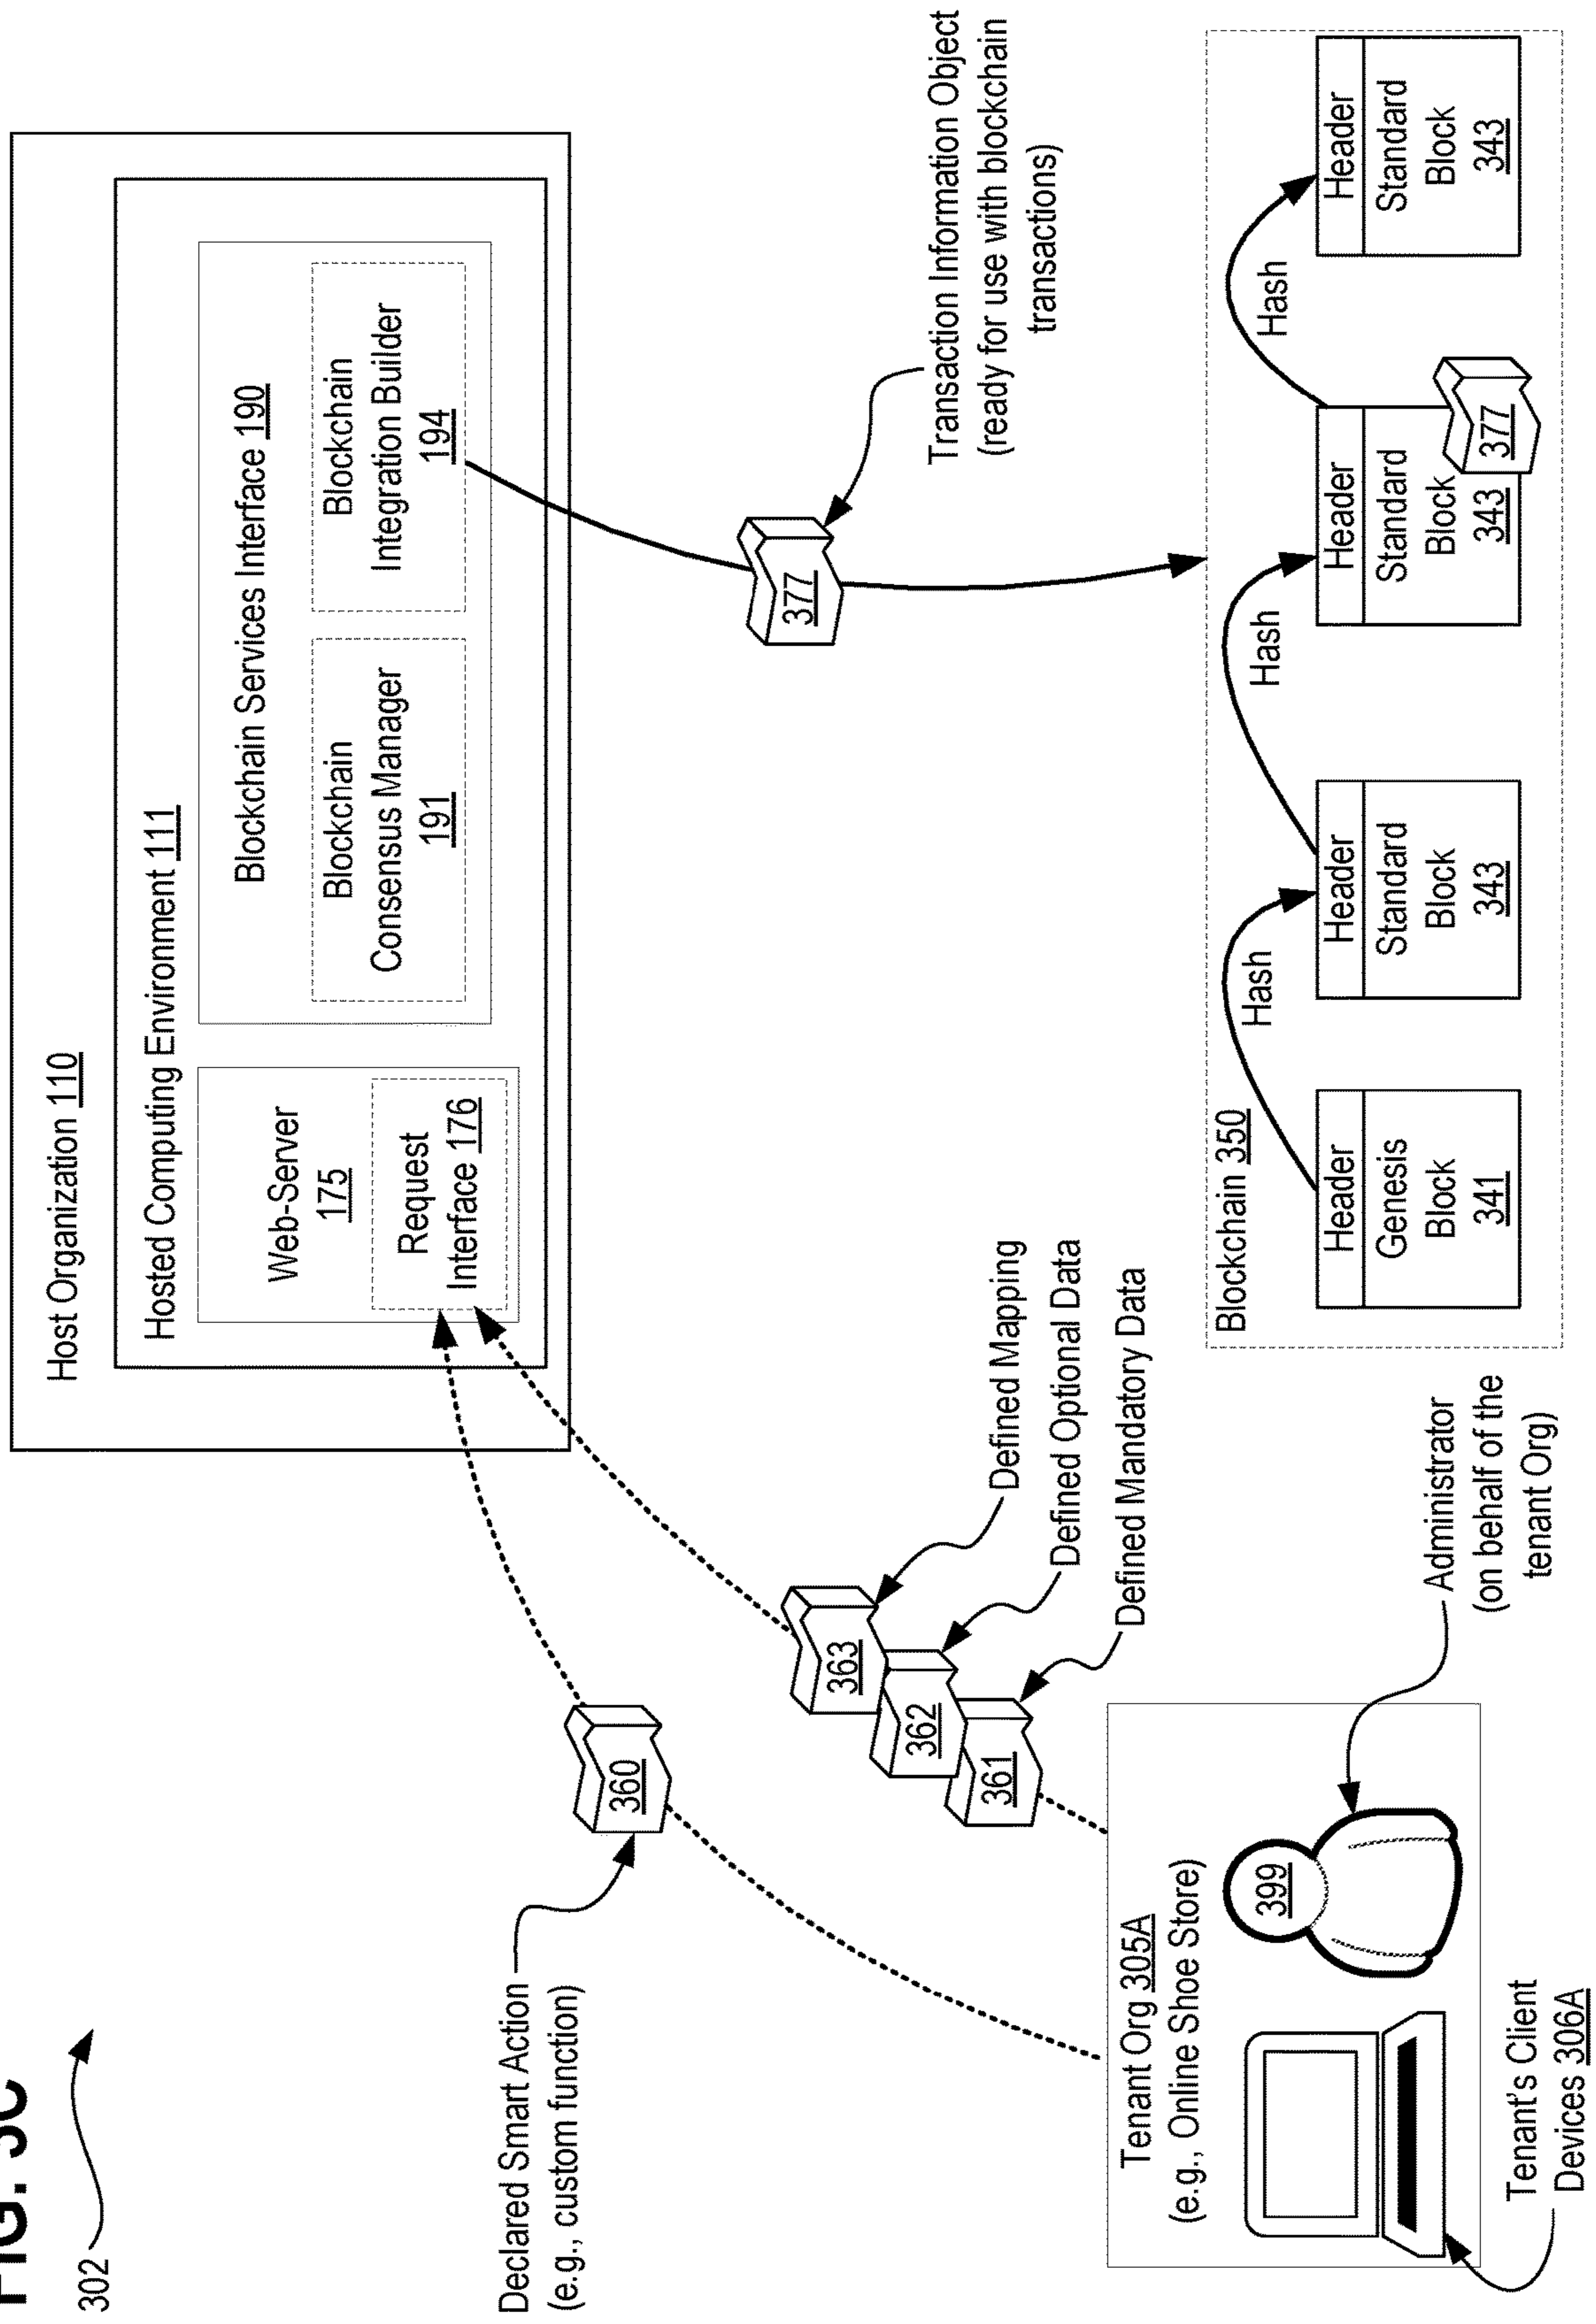 FIG. 3C
302
Host Organization 110
Hosted Computing Environment 111
Web-Server
175
Request
Interface 176
Blockchain Services Interface 190
Blockchain
Consensus Manager
191
Blockchain
Integration Builder
194
Declared Smart Action
(e.g., custom function)
360
363
362
361
Defined Mapping
Defined Optional Data
Defined Mandatory Data
377
Transaction Information Object
(ready for use with blockchain
transactions)
Tenant Org 305A
(e.g., Online Shoe Store)
399
Administrator
(on behalf of the
tenant Org)
Tenant's Client
Devices 306A
Blockchain 350
Hash
Hash
Hash
Header
Genesis
Block
341
Header
Standard
Block
343
Header
Standard
Block
343
377
Header
Standard
Block
343